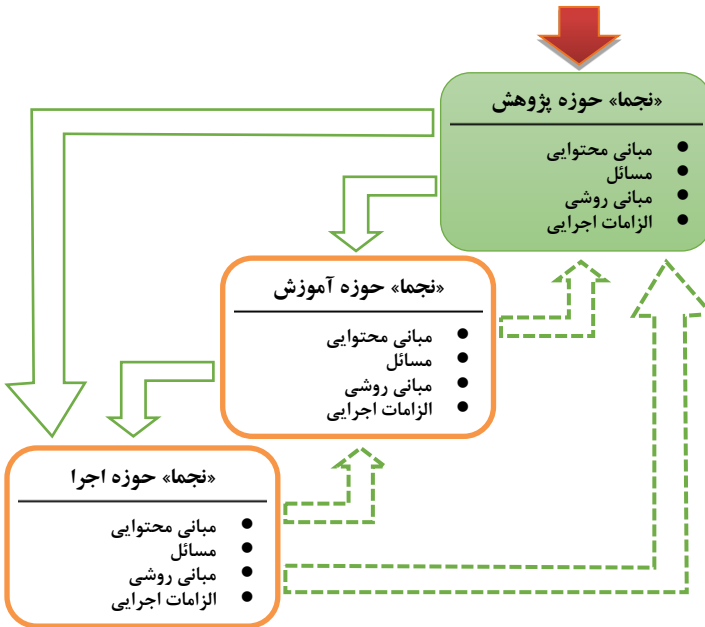 «نجما» حوزه پژوهش
● مبانی محتوایی
● مسائل
● مبانی روشی
● الزامات اجرایی
«نجما» حوزه آموزش
● مبانی محتوایی
● مسائل
● مبانی روشی
● الزامات اجرایی
«نجما» حوزه اجرا
● مبانی محتوایی
● مسائل
● مبانی روشی
● الزامات اجرایی